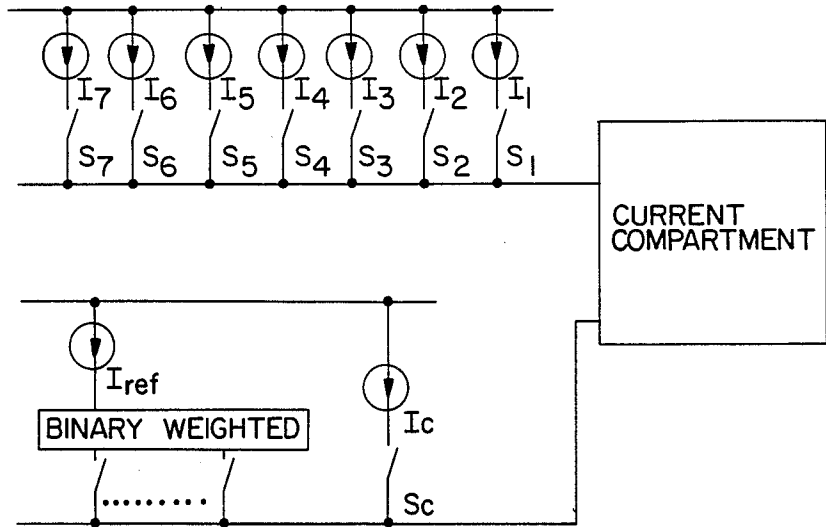 I7 I6 I5 I4 I3 I2 I1
S7 S6 S5 S4 S3 S2 S1
CURRENT
COMPARTMENT
Iref
BINARY WEIGHTED
Ic
Sc